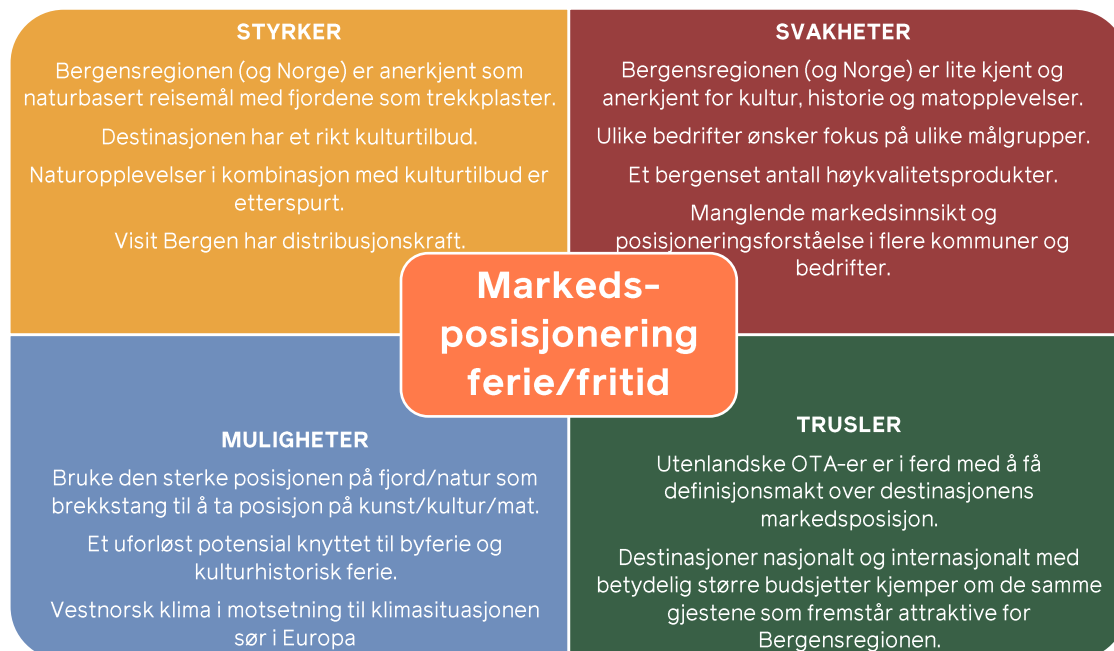 STYRKER
Bergensregionen (og Norge) er anerkjent som
naturbasert reisemål med fjordene som trekkplaster.
Destinasjonen har et rikt kulturtilbud.
Naturopplevelser i kombinasjon med kulturtilbud er
etterspurt.
Visit Bergen har distribusjonskraft.
SVAKHETER
Bergensregionen (og Norge) er lite kjent og
anerkjent for kultur, historie og matopplevelser.
Ulike bedrifter ønsker fokus på ulike målgrupper.
Et bergenset antall høykvalitetsprodukter.
Manglende markedsinnsikt og
posisjoneringsforståelse i flere kommuner og
bedrifter.
Markeds-
posisjonering
ferie/fritid
MULIGHETER
Bruke den sterke posisjonen på fjord/natur som
brekkstang til å ta posisjon på kunst/kultur/mat.
Et uforløst potensial knyttet til byferie og
kulturhistorisk ferie.
Vestnorsk klima i motsetning til klimasituasjonen
sør i Europa
TRUSLER
Utenlandske OTA-er er i ferd med å få
definisjonsmakt over destinasjonens
markedsposisjon.
Destinasjoner nasjonalt og internasjonalt med
betydelig større budsjetter kjemper om de samme
gjestene som fremstår attraktive for
Bergensregionen.